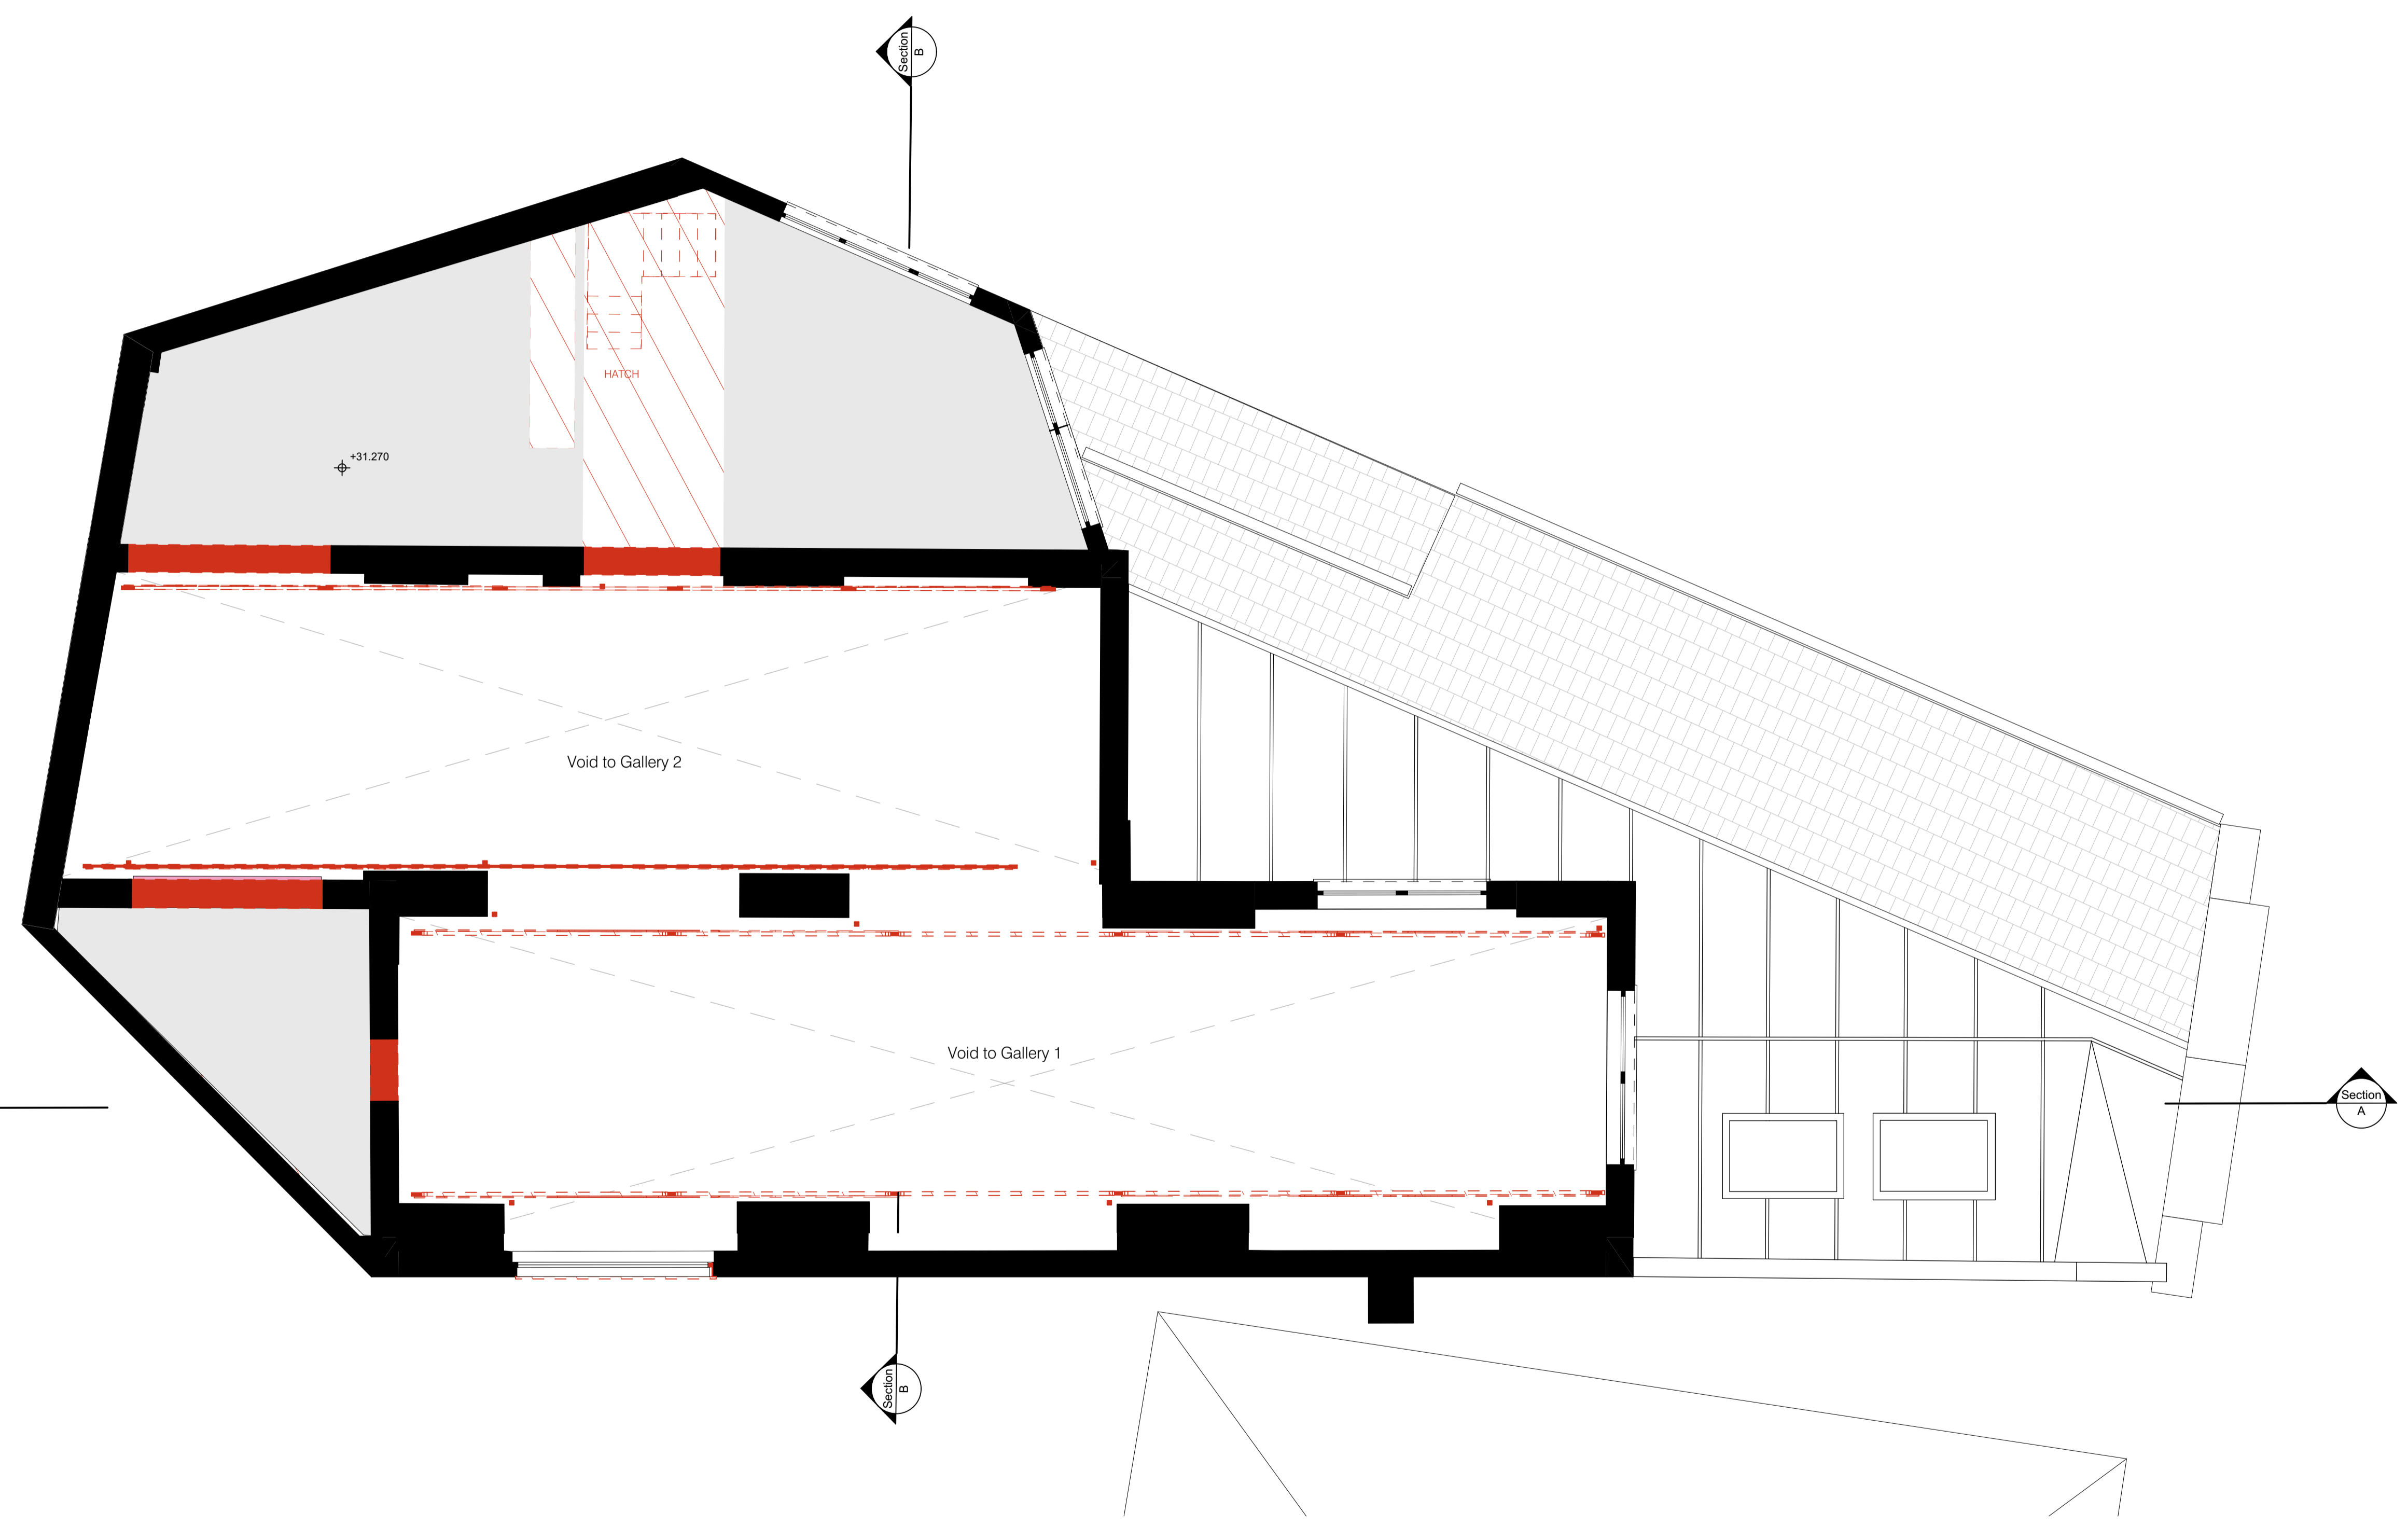 Section
B
HATCH
+31.270
Void to Gallery 2
Void to Gallery 1
Section
A
Section
B